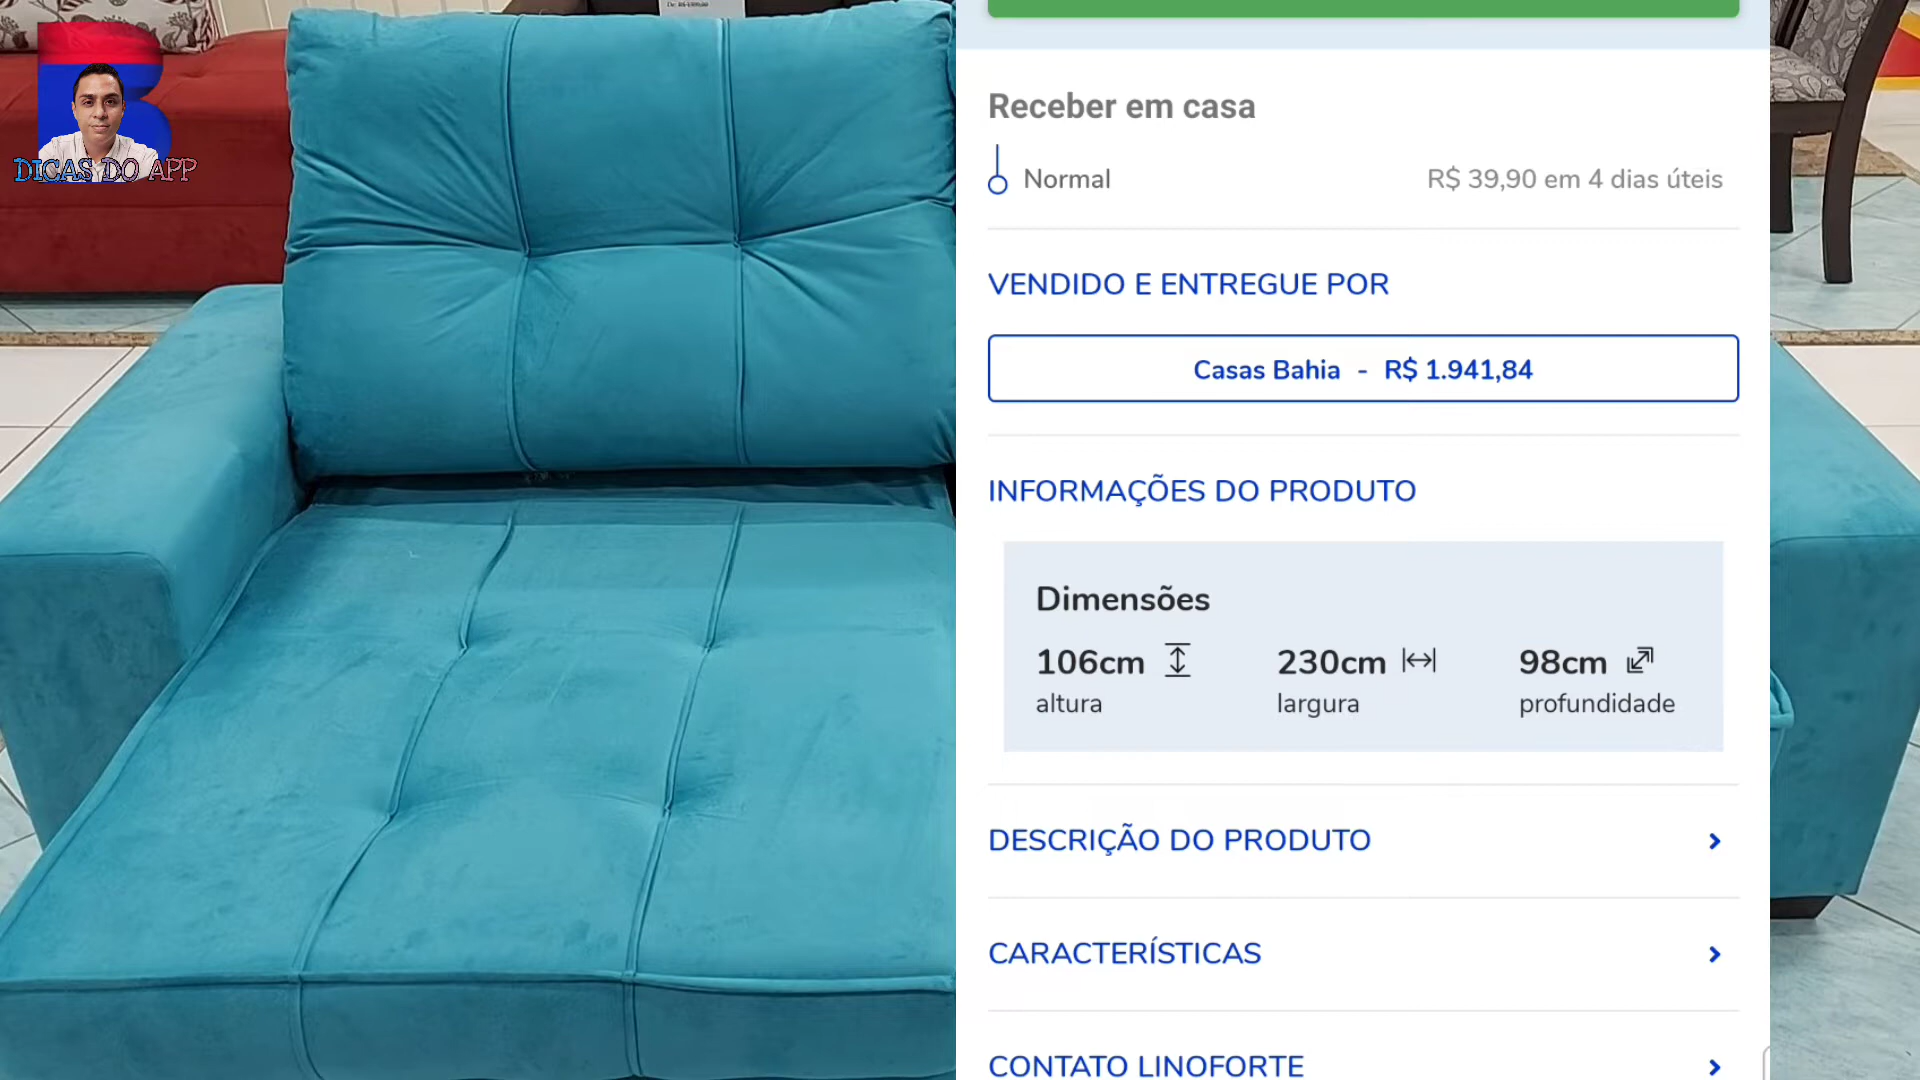 DICAS DO APP
Receber em casa
Normal
R$ 39,90 em 4 dias úteis
VENDIDO E ENTREGUE POR
Casas Bahia - R$ 1.941,84
INFORMAÇÕES DO PRODUTO
Dimensões
106cm 230cm 98cm
altura largura profundidade
DESCRIÇÃO DO PRODUTO
CARACTERÍSTICAS
CONTATO LINOFORTE